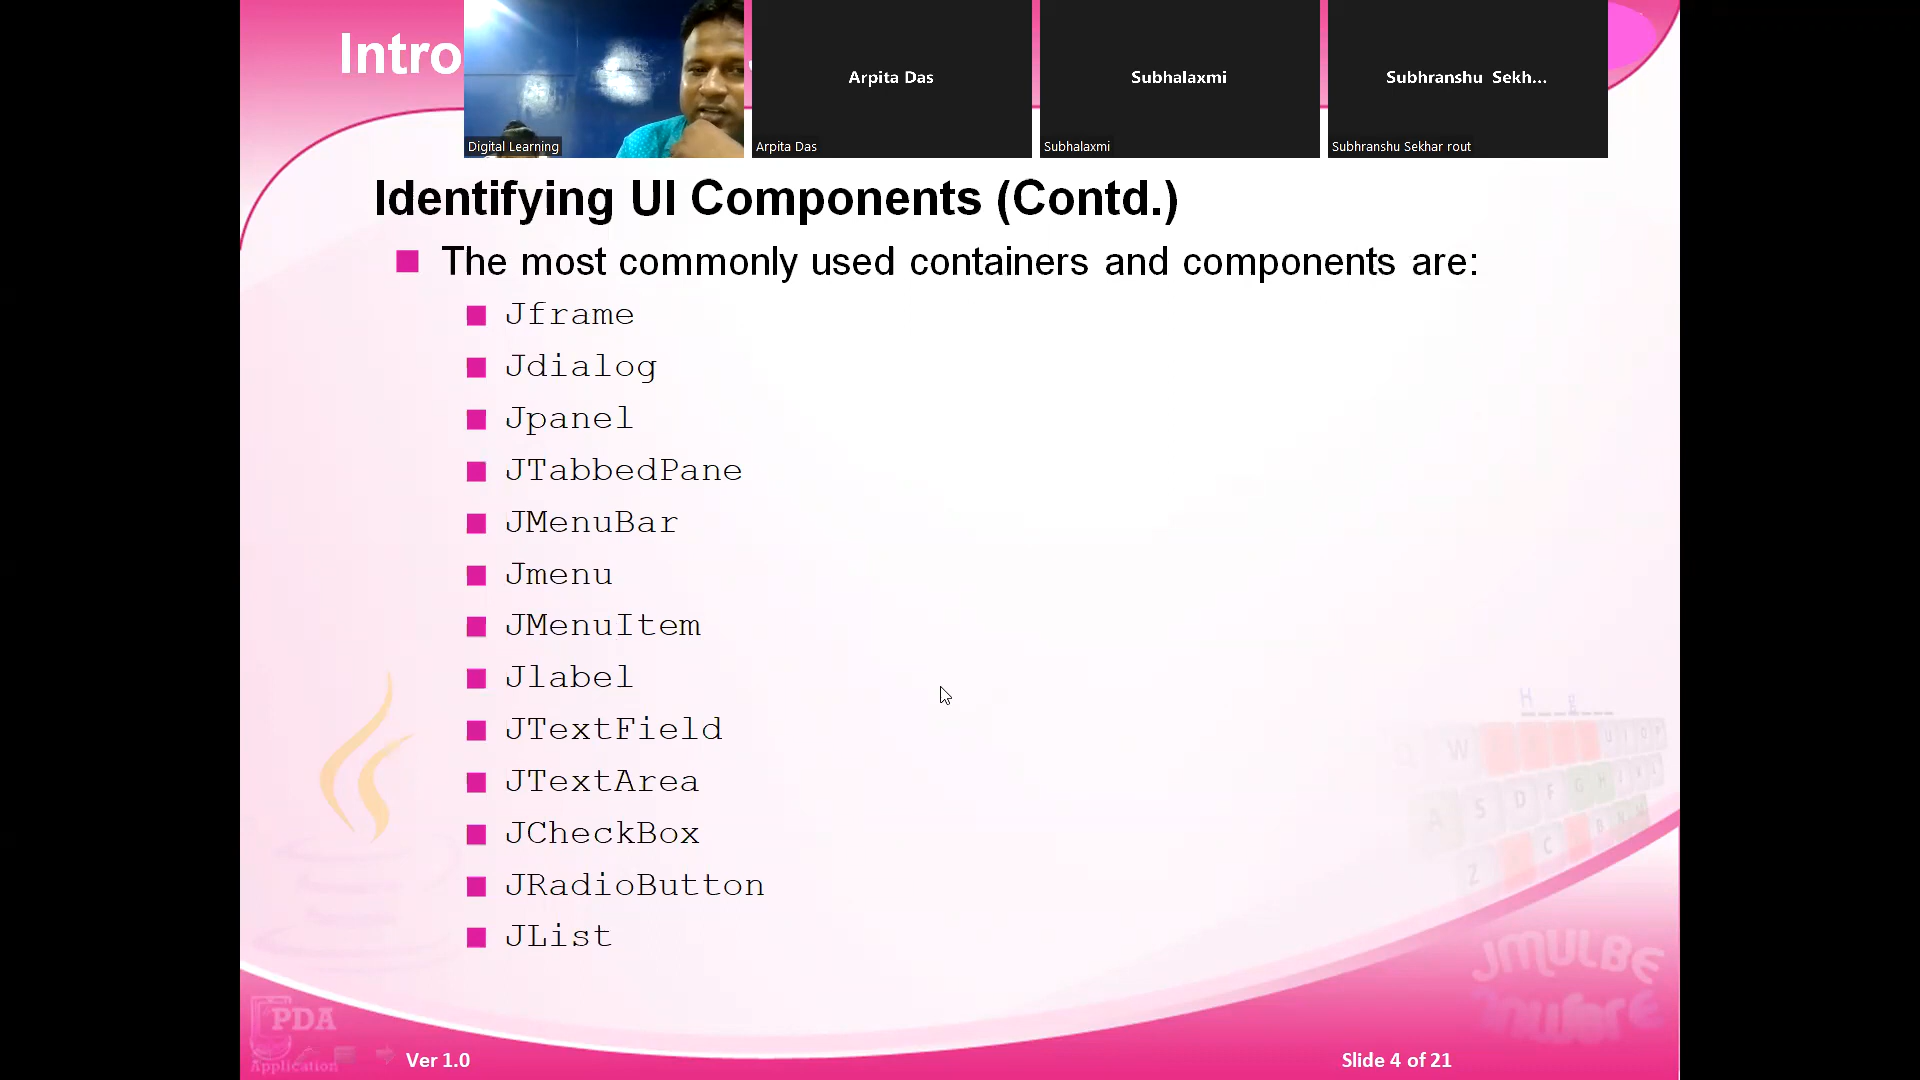 Intro
Arpita Das
Subhalaxmi
Subhranshu Sekh...
Digital Learning
Arpita Das
Subhalaxmi
Subhranshu Sekhar rout
Identifying UI Components (Contd.)
The most commonly used containers and components are:
Jframe
Jdialog
Jpanel
JTabbedPane
JMenuBar
Jmenu
JMenuItem
Jlabel
JTextField
JTextArea
JCheckBox
JRadioButton
JList
H _ _ g _ _
W
U I O P
A S D F G H J K L
Z C B N M
JMULBE
PDA
Application
Ver 1.0
Slide 4 of 21